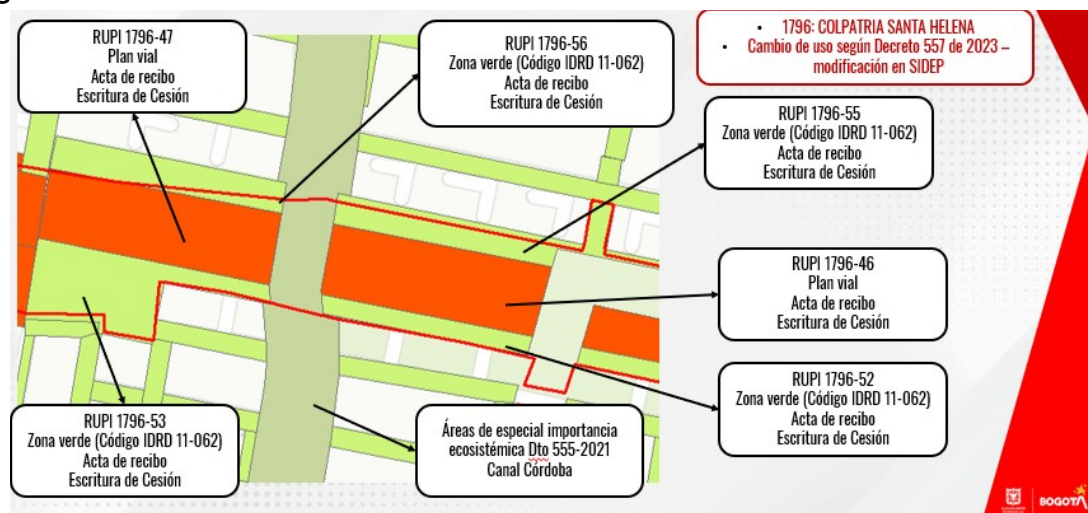 RUPI 1796-47
Plan vial
Acta de recibo
Escritura de Cesión
RUPI 1796-56
Zona verde (Código IDRD 11-062)
Acta de recibo
Escritura de Cesión
• 1796: COLPATRIA SANTA HELENA
• Cambio de uso según Decreto 557 de 2023 –
modificación en SIDEP
RUPI 1796-55
Zona verde (Código IDRD 11-062)
Acta de recibo
Escritura de Cesión
RUPI 1796-46
Plan vial
Acta de recibo
Escritura de Cesión
RUPI 1796-52
Zona verde (Código IDRD 11-062)
Acta de recibo
Escritura de Cesión
RUPI 1796-53
Zona verde (Código IDRD 11-062)
Acta de recibo
Escritura de Cesión
Áreas de especial importancia
ecosistémica Dto 555-2021
Canal Córdoba
BOGOTÁ